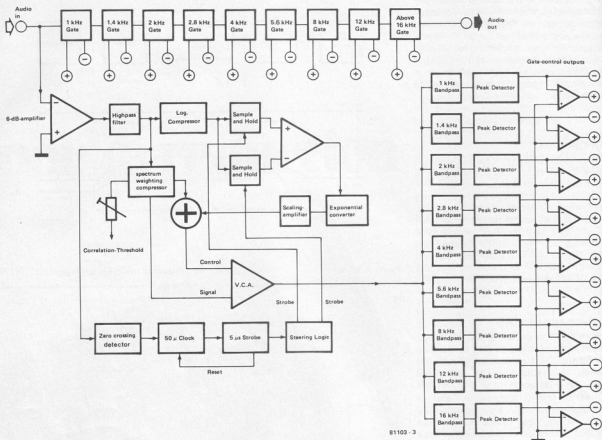 Audio
in
1 kHz
Gate
1.4 kHz
Gate
2 kHz
Gate
2.8 kHz
Gate
4 kHz
Gate
5.6 kHz
Gate
8 kHz
Gate
12 kHz
Gate
Above
16 kHz
Gate
Audio
out
Gate-control outputs
6-dB-amplifier
Highpass
filter
Log.
Compressor
Sample
and Hold
Sample
and Hold
spectrum
weighting
compressor
Scaling-
amplifier
Exponential
converter
Correlation-Threshold
Control
Signal
V.C.A.
Strobe
Strobe
Zero crossing
detector
50 µ Clock
5 µs Strobe
Steering Logic
Reset
1 kHz
Bandpass
Peak Detector
1.4 kHz
Bandpass
Peak Detector
2 kHz
Bandpass
Peak Detector
2.8 kHz
Bandpass
Peak Detector
4 kHz
Bandpass
Peak Detector
5.6 kHz
Bandpass
Peak Detector
8 kHz
Bandpass
Peak Detector
12 kHz
Bandpass
Peak Detector
16 kHz
Bandpass
Peak Detector
81103 - 3